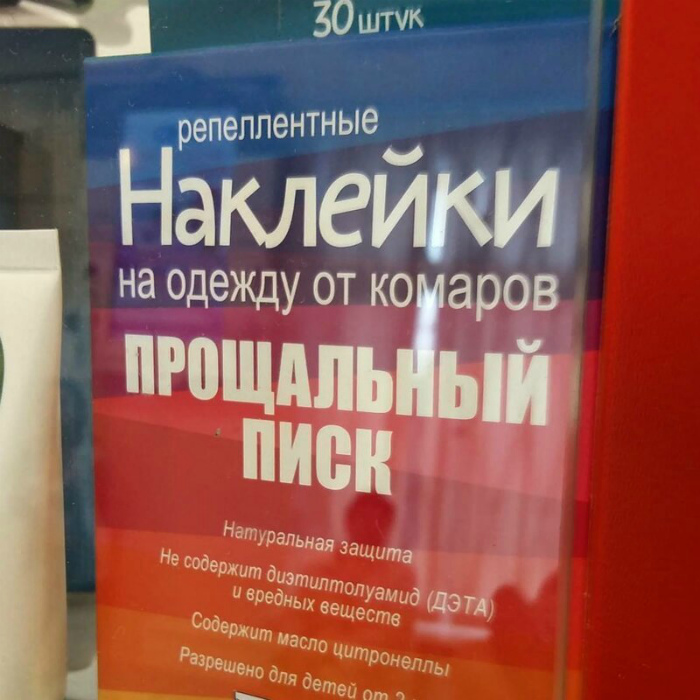 30 штук
репеллентные
Наклейки
на одежду от комаров
ПРОЩАЛЬНЫЙ
ПИСК
Натуральная защита
Не содержит диэтилтолуамид (ДЭТА)
и вредных веществ
Содержит масло цитронеллы
Разрешено для детей от